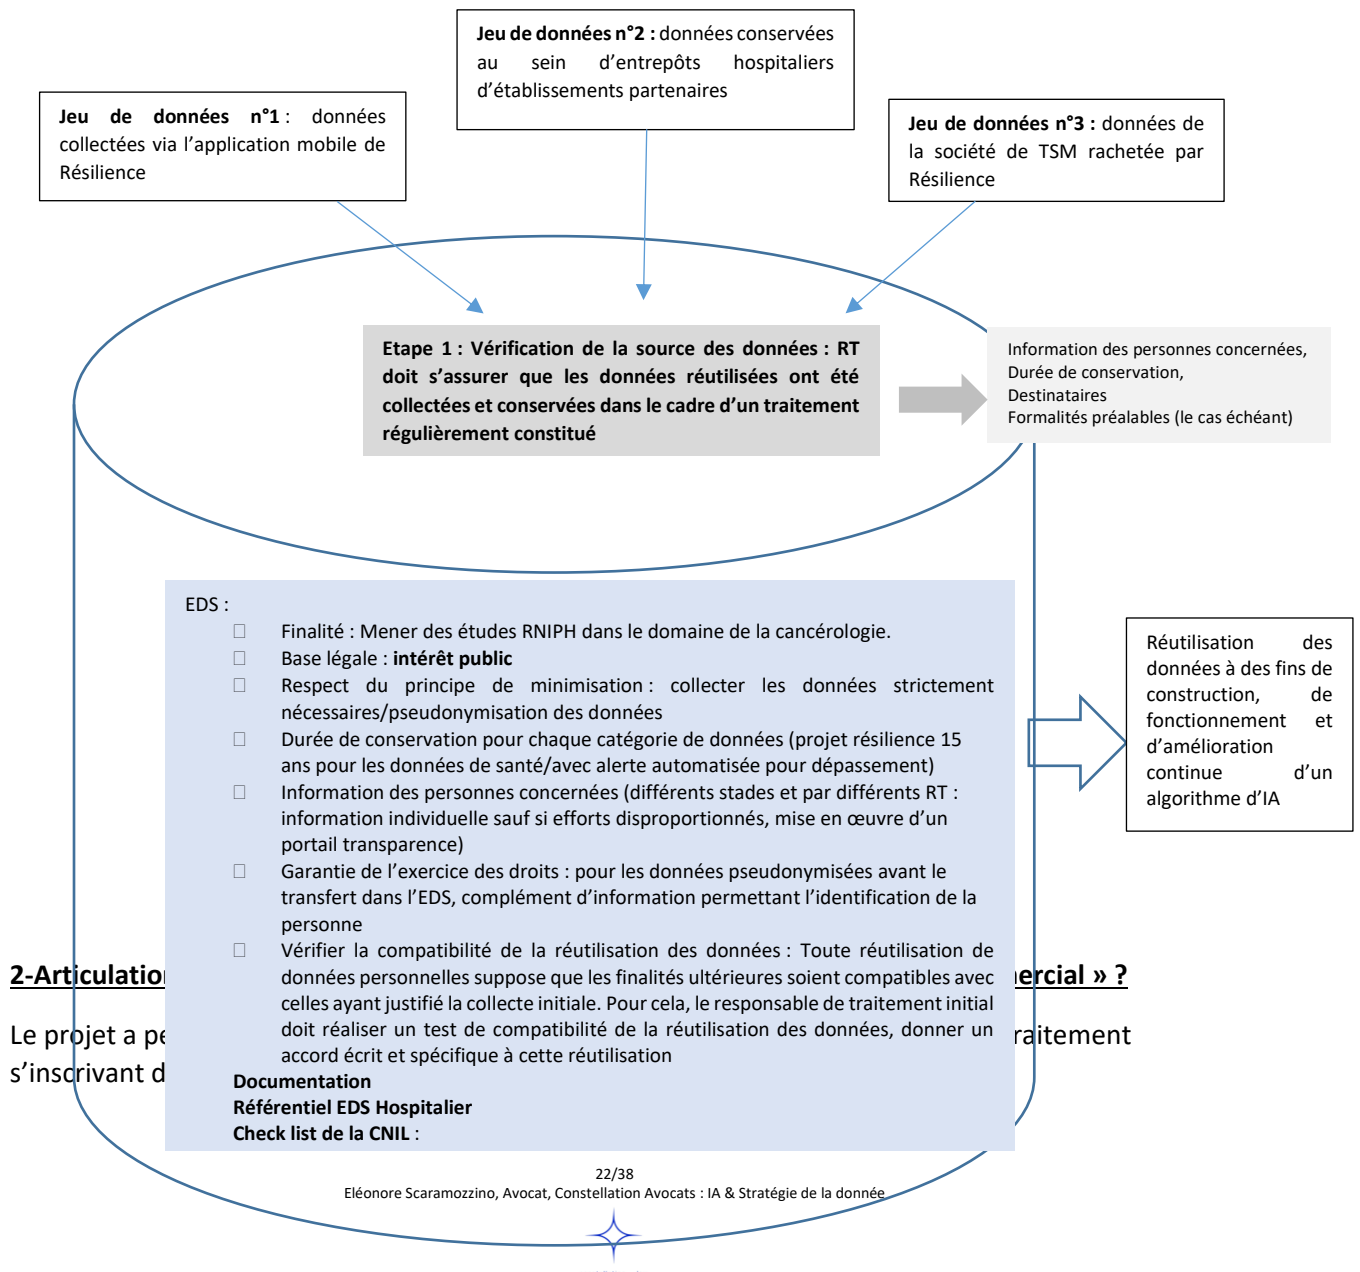 Jeu de données n°2 : données conservées
au sein d’entrepôts hospitaliers
d’établissements partenaires
Jeu de données n°1 : données
collectées via l’application mobile de
Résilience
Jeu de données n°3 : données de
la société de TSM rachetée par
Résilience
Etape 1 : Vérification de la source des données : RT
doit s’assurer que les données réutilisées ont été
collectées et conservées dans le cadre d’un traitement
régulièrement constitué
Information des personnes concernées,
Durée de conservation,
Destinataires
Formalités préalables (le cas échéant)
EDS :
Finalité : Mener des études RNIPH dans le domaine de la cancérologie.
Base légale : intérêt public
Respect du principe de minimisation : collecter les données strictement
nécessaires/pseudonymisation des données
Durée de conservation pour chaque catégorie de données (projet résilience 15
ans pour les données de santé/avec alerte automatisée pour dépassement)
Information des personnes concernées (différents stades et par différents RT :
information individuelle sauf si efforts disproportionnés, mise en œuvre d’un
portail transparence)
Garantie de l’exercice des droits : pour les données pseudonymisées avant le
transfert dans l’EDS, complément d’information permettant l’identification de la
personne
Vérifier la compatibilité de la réutilisation des données : Toute réutilisation de
données personnelles suppose que les finalités ultérieures soient compatibles avec
celles ayant justifié la collecte initiale. Pour cela, le responsable de traitement initial
doit réaliser un test de compatibilité de la réutilisation des données, donner un
accord écrit et spécifique à cette réutilisation
Documentation
Référentiel EDS Hospitalier
Check list de la CNIL :
Réutilisation des
données à des fins de
construction, de
fonctionnement et
d’amélioration
continue d’un
algorithme d’IA
2-Articulation ercial » ?
Le projet a pe raitement
s’inscrivant d
22/38
Eléonore Scaramozzino, Avocat, Constellation Avocats : IA & Stratégie de la donnée